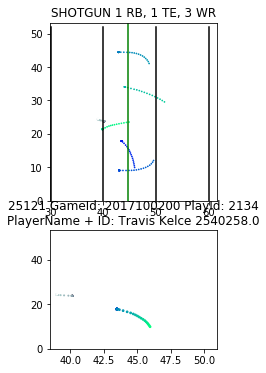 SHOTGUN 1 RB, 1 TE, 3 WR
50
40
30
20
10
0
30 40 50 60
25121 GameId: 2017100200 PlayId: 2134
PlayerName + ID: Travis Kelce 2540258.0
40
20
0
40.0 42.5 45.0 47.5 50.0